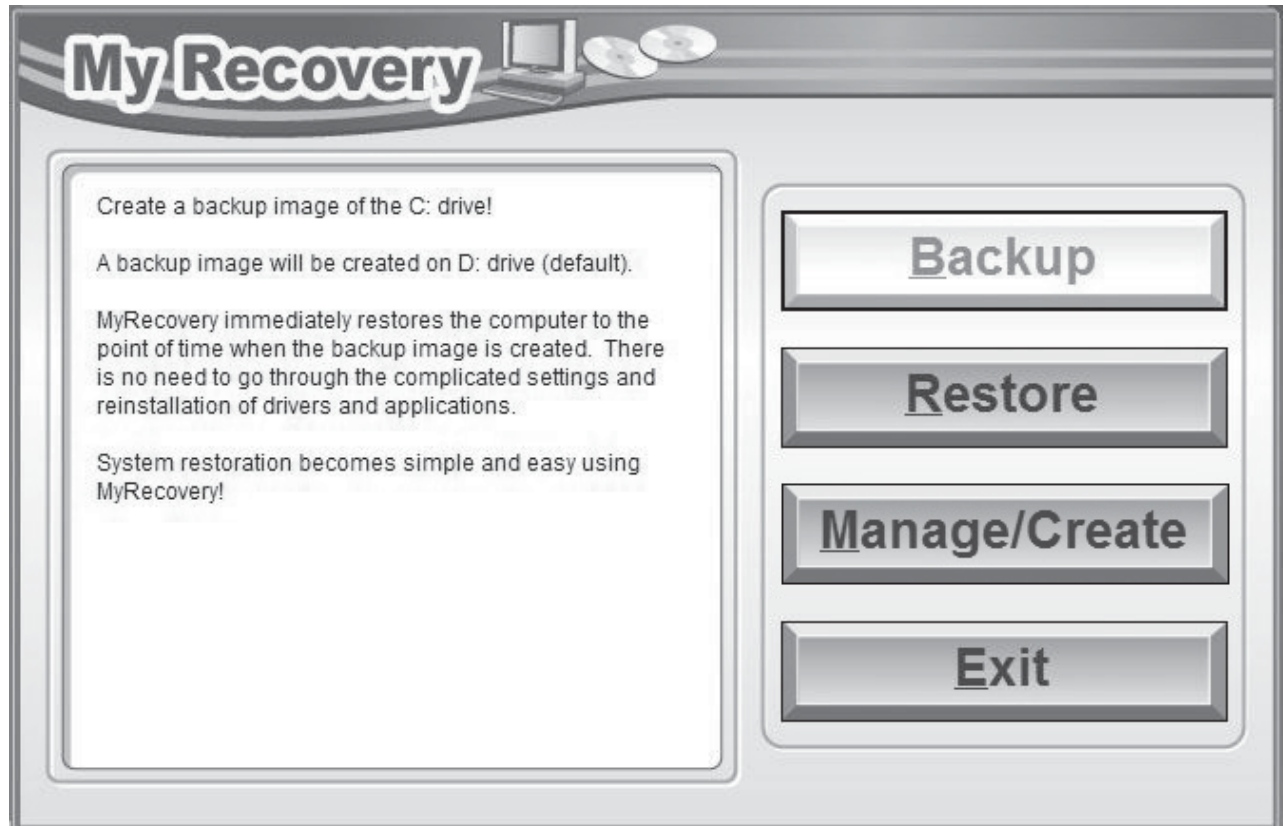 My Recovery
Create a backup image of the C: drive!
A backup image will be created on D: drive (default).
MyRecovery immediately restores the computer to the
point of time when the backup image is created.  There
is no need to go through the complicated settings and
reinstallation of drivers and applications.
System restoration becomes simple and easy using
MyRecovery!
Backup
Restore
Manage/Create
Exit